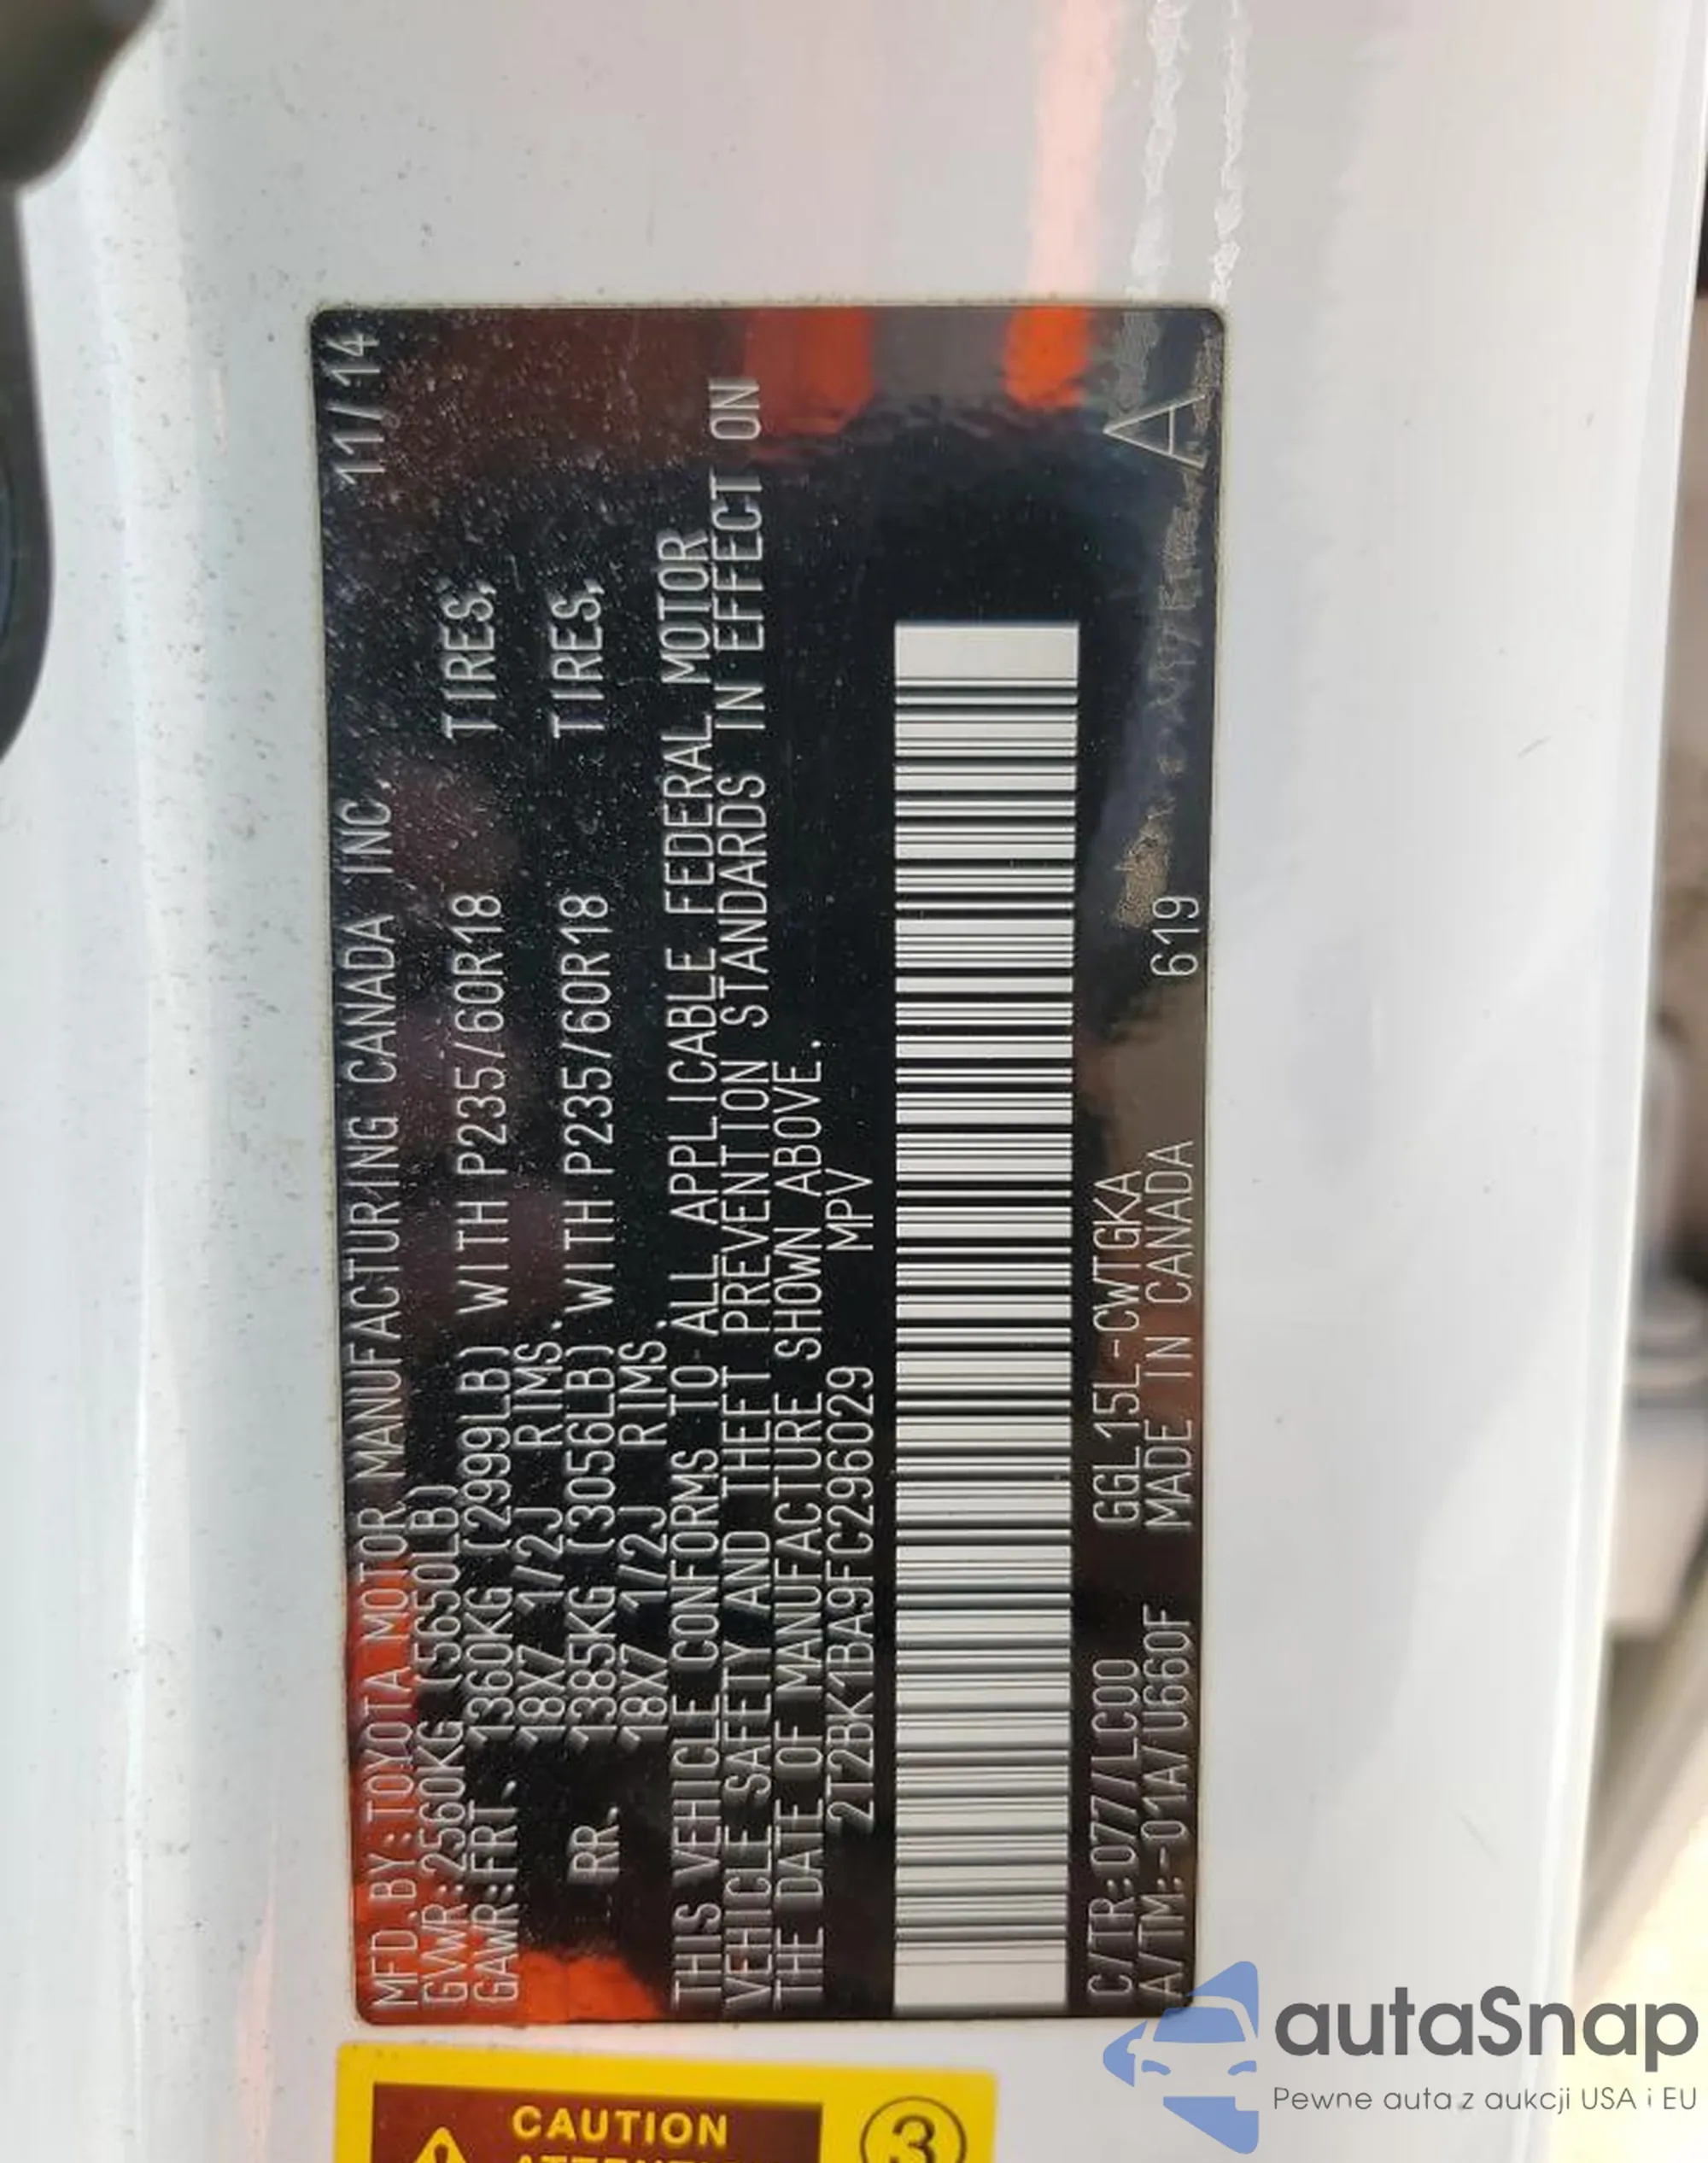 MFD.BY:TOYOTA MOTOR MANUFACTURING CANADA INC. 11/14
GVWR:2560KG (5650LB)
GAWR:FRT. 1360KG (2999LB) WITH P235/60R18 TIRES,
18X7 1/2J RIMS.
RR. 1385KG (3056LB) WITH P235/60R18 TIRES,
18X7 1/2J RIMS.
THIS VEHICLE CONFORMS TO ALL APPLICABLE FEDERAL MOTOR
VEHICLE SAFETY AND THEFT PREVENTION STANDARDS IN EFFECT ON
THE DATE OF MANUFACTURE SHOWN ABOVE.
2T2BK1BA9FC296029 MPV
C/TR:077/LC00 GGL15L-CWTGKA A
A/TM:-01A/U660F MADE IN CANADA 619
CAUTION
3
autaSnap
Pewne auta z aukcji USA i EU